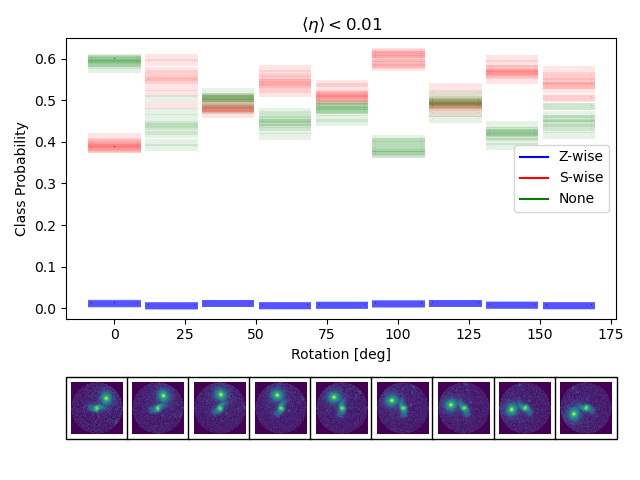 ⟨η⟩ < 0.01
Class Probability
0.6
0.5
0.4
0.3
0.2
0.1
0.0
Z-wise
S-wise
None
0 25 50 75 100 125 150 175
Rotation [deg]